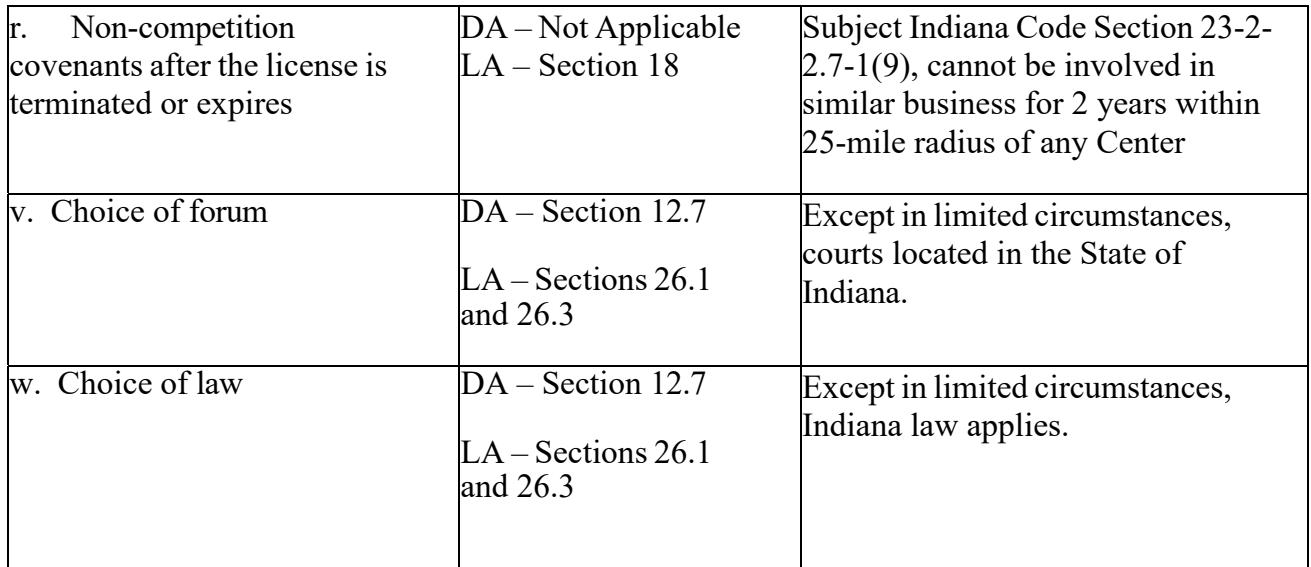 r. Non-competition
covenants after the license is
terminated or expires
DA – Not Applicable
LA – Section 18
Subject Indiana Code Section 23-2-
2.7-1(9), cannot be involved in
similar business for 2 years within
25-mile radius of any Center
v. Choice of forum
DA – Section 12.7
LA – Sections 26.1
and 26.3
Except in limited circumstances,
courts located in the State of
Indiana.
w. Choice of law
DA – Section 12.7
LA – Sections 26.1
and 26.3
Except in limited circumstances,
Indiana law applies.